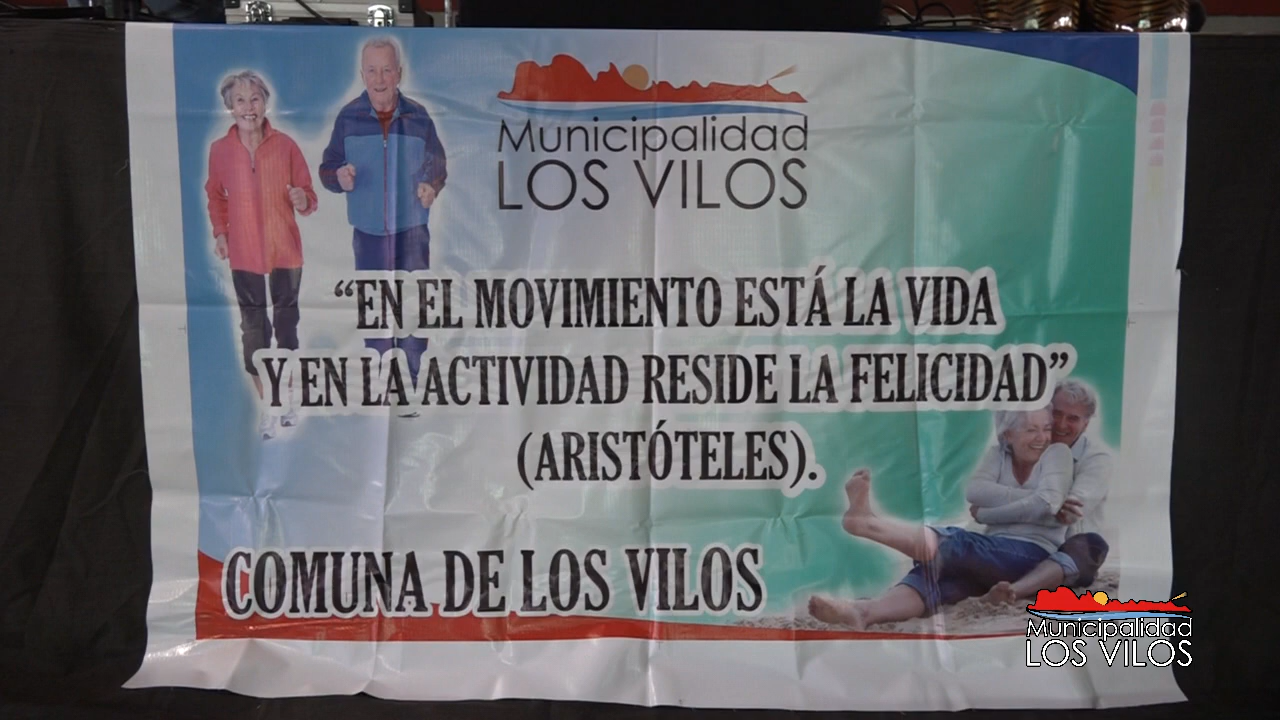 Municipalidad
LOS VILOS
“EN EL MOVIMIENTO ESTÁ LA VIDA
Y EN LA ACTIVIDAD RESIDE LA FELICIDAD”
(ARISTÓTELES).
COMUNA DE LOS VILOS
Municipalidad
LOS VILOS